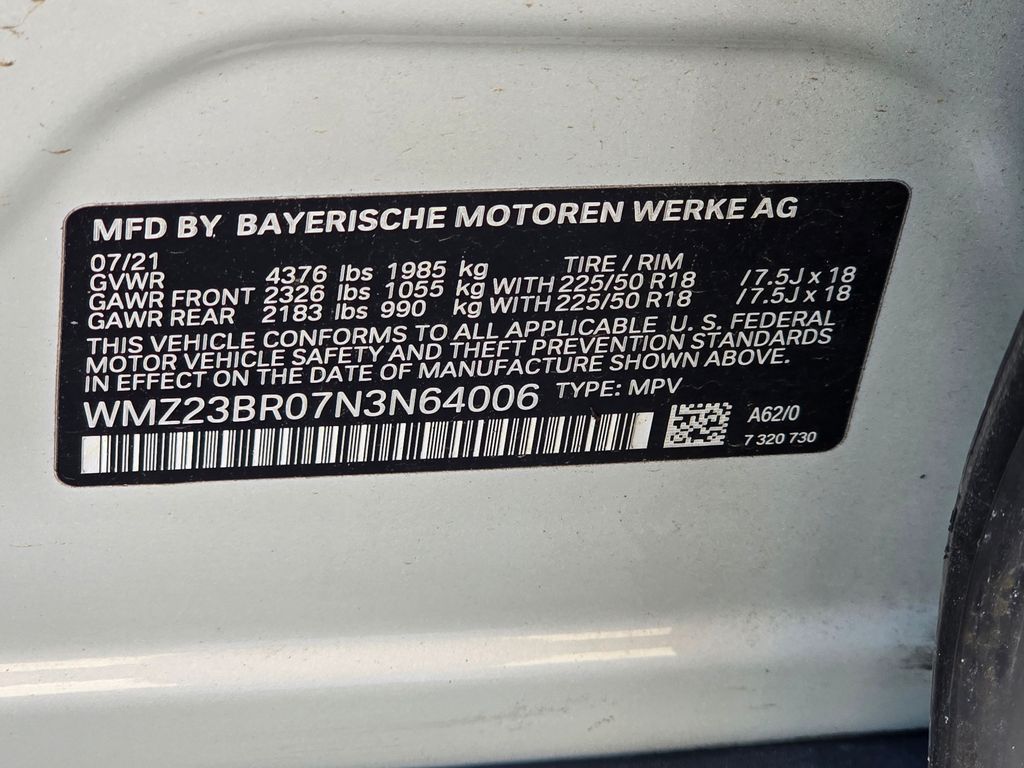 MFD BY BAYERISCHE MOTOREN WERKE AG
07/21 TIRE / RIM
GVWR 4376 lbs 1985 kg
GAWR FRONT 2326 lbs 1055 kg WITH 225/50 R18 / 7.5J x 18
GAWR REAR 2183 lbs 990 kg WITH 225/50 R18 / 7.5J x 18
THIS VEHICLE CONFORMS TO ALL APPLICABLE U. S. FEDERAL
MOTOR VEHICLE SAFETY AND THEFT PREVENTION STANDARDS
IN EFFECT ON THE DATE OF MANUFACTURE SHOWN ABOVE.
WMZ23BR07N3N64006 TYPE: MPV
A62/0
7 320 730